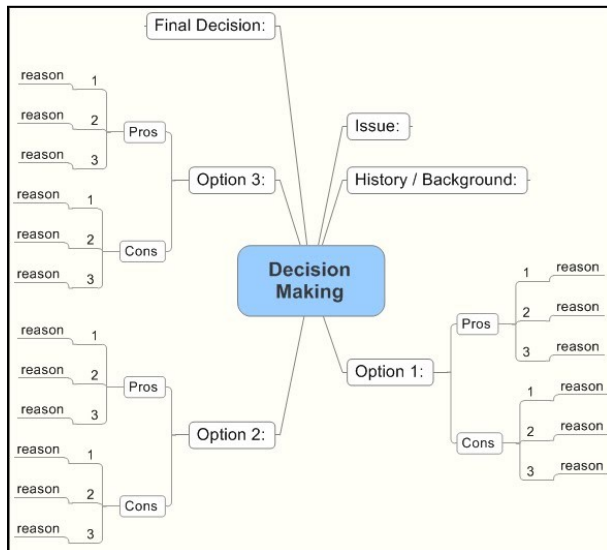 Final Decision:
Issue:
History / Background:
Decision
Making
Option 1:
Pros
1 reason
2 reason
3 reason
Cons
1 reason
2 reason
3 reason
Option 2:
Pros
reason 1
reason 2
reason 3
Cons
reason 1
reason 2
reason 3
Option 3:
Pros
reason 1
reason 2
reason 3
Cons
reason 1
reason 2
reason 3